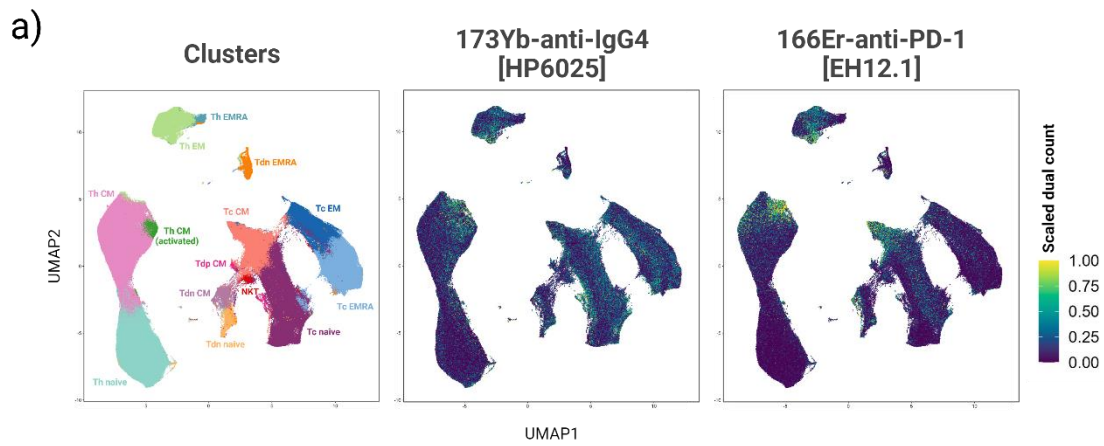 a)
Clusters
173Yb-anti-IgG4
[HP6025]
166Er-anti-PD-1
[EH12.1]
Th EMRA
Th EM
Tdn EMRA
Th CM
Th CM
(activated)
Tc CM
Tc EM
Tdp CM
NKT
Tdn CM
Tc EMRA
Tc naive
Tdn naive
Th naive
UMAP2
UMAP1
Scaled dual count
1.00
0.75
0.50
0.25
0.00